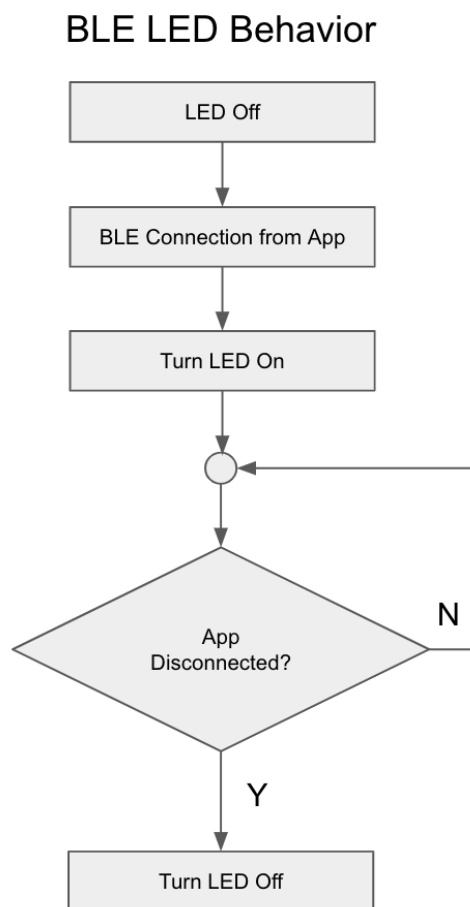 BLE LED Behavior
LED Off
BLE Connection from App
Turn LED On
App
Disconnected?
N
Y
Turn LED Off